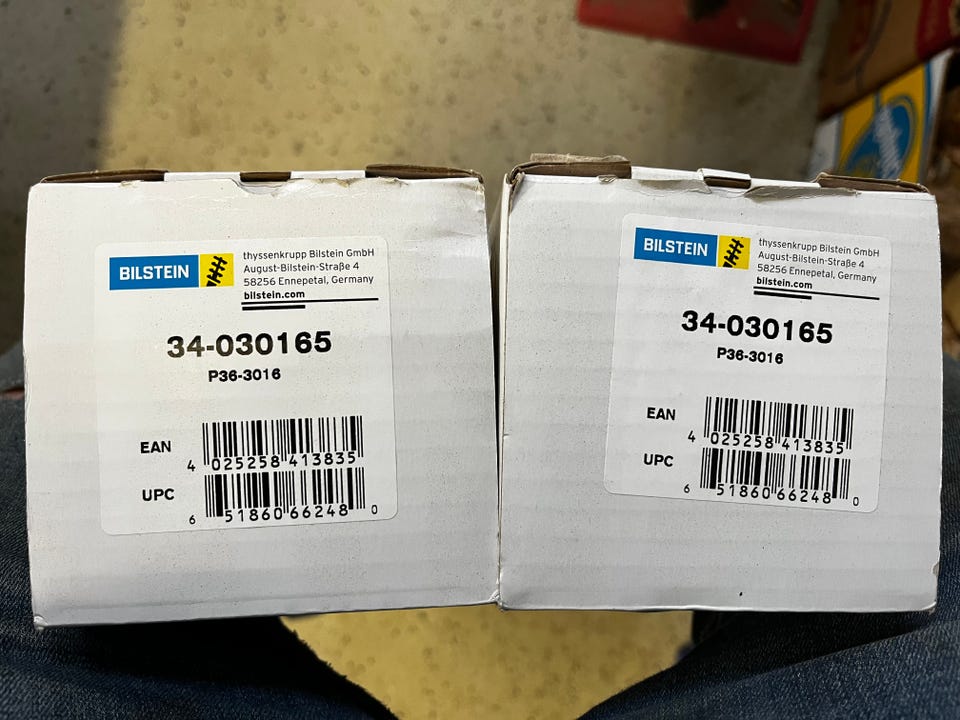 BILSTEIN
thyssenkrupp Bilstein GmbH
August-Bilstein-Straße 4
58256 Ennepetal, Germany
bilstein.com
34-030165
P36-3016
EAN
4 025258 413835
UPC
6 51860 66248 0
BILSTEIN
thyssenkrupp Bilstein GmbH
August-Bilstein-Straße 4
58256 Ennepetal, Germany
bilstein.com
34-030165
P36-3016
EAN
4 025258 413835
UPC
6 51860 66248 0